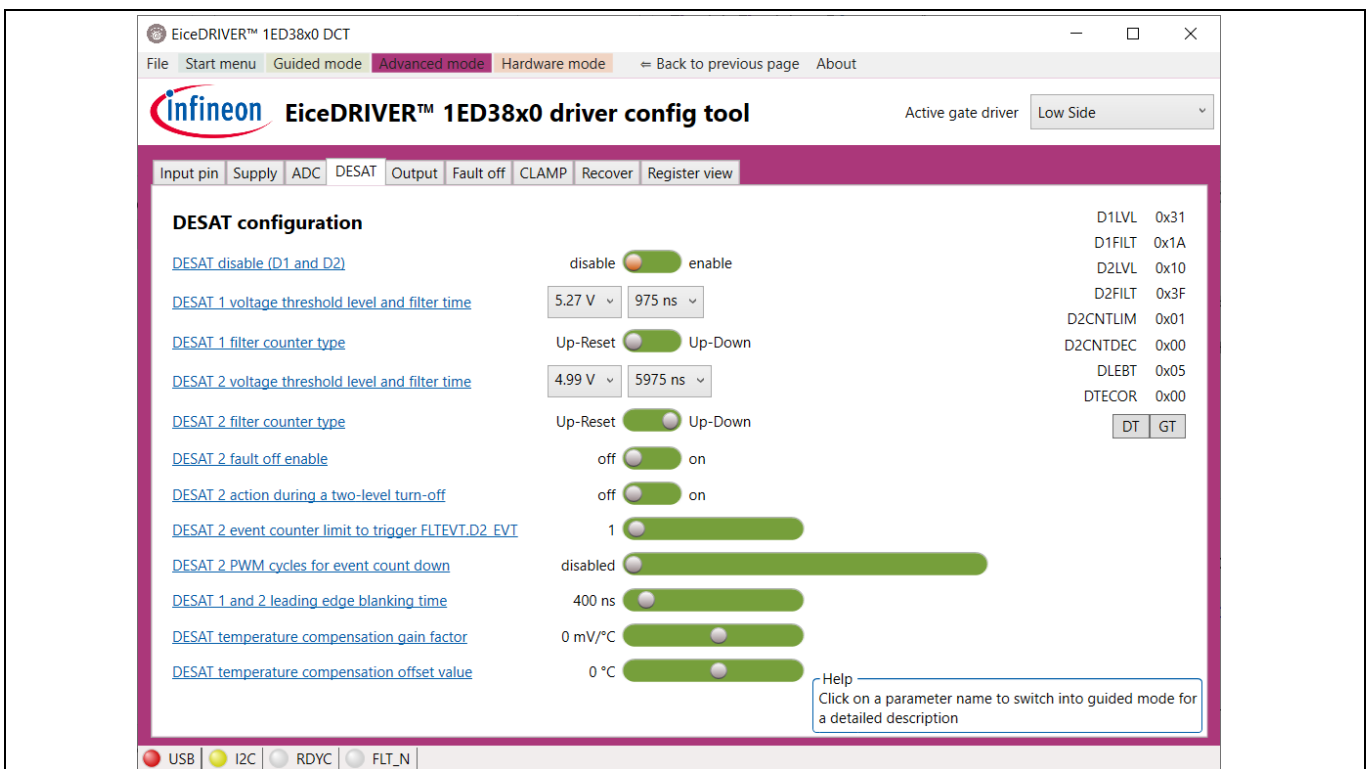 EiceDRIVER™ 1ED38x0 DCT
File Start menu Guided mode Advanced mode Hardware mode ⇐ Back to previous page About
infineon EiceDRIVER™ 1ED38x0 driver config tool Active gate driver Low Side
Input pin Supply ADC DESAT Output Fault off CLAMP Recover Register view
DESAT configuration
D1LVL 0x31
D1FILT 0x1A
DESAT disable (D1 and D2) disable enable
D2LVL 0x10
D2FILT 0x3F
DESAT 1 voltage threshold level and filter time 5.27 V 975 ns
D2CNTLIM 0x01
DESAT 1 filter counter type Up-Reset Up-Down
D2CNTDEC 0x00
DLEBT 0x05
DESAT 2 voltage threshold level and filter time 4.99 V 5975 ns
DTECOR 0x00
DESAT 2 filter counter type Up-Reset Up-Down
DT GT
DESAT 2 fault off enable off on
DESAT 2 action during a two-level turn-off off on
DESAT 2 event counter limit to trigger FLTEVT.D2_EVT 1
DESAT 2 PWM cycles for event count down disabled
DESAT 1 and 2 leading edge blanking time 400 ns
DESAT temperature compensation gain factor 0 mV/°C
DESAT temperature compensation offset value 0 °C
Help
Click on a parameter name to switch into guided mode for
a detailed description
USB I2C RDYC FLT_N